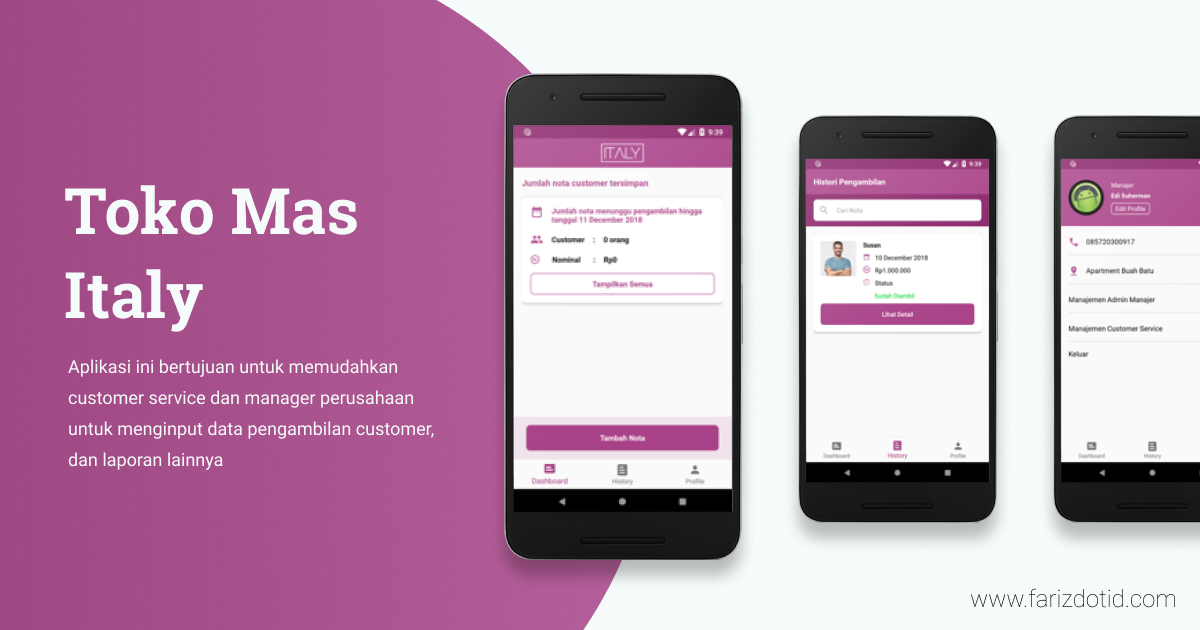 Toko Mas
Italy
Aplikasi ini bertujuan untuk memudahkan
customer service dan manager perusahaan
untuk menginput data pengambilan customer,
dan laporan lainnya
9:39
ITALY
Jumlah nota customer tersimpan
Jumlah nota menunggu pengambilan hingga
tanggal 11 December 2018
Customer : 0 orang
Nominal : Rp0
Tampilkan Semua
Tambah Nota
Dashboard History Profile
9:39
Histori Pengambilan
Cari Nota
Susan
10 December 2018
Rp1.000.000
Status
Sudah Diambil
Lihat Detail
Dashboard History Profile
Manajer
Edi Suherman
Edit Profile
085720300917
Apartment Buah Batu
Manajemen Admin Manajer
Manajemen Customer Service
Keluar
Dashboard History
www.farizdotid.com